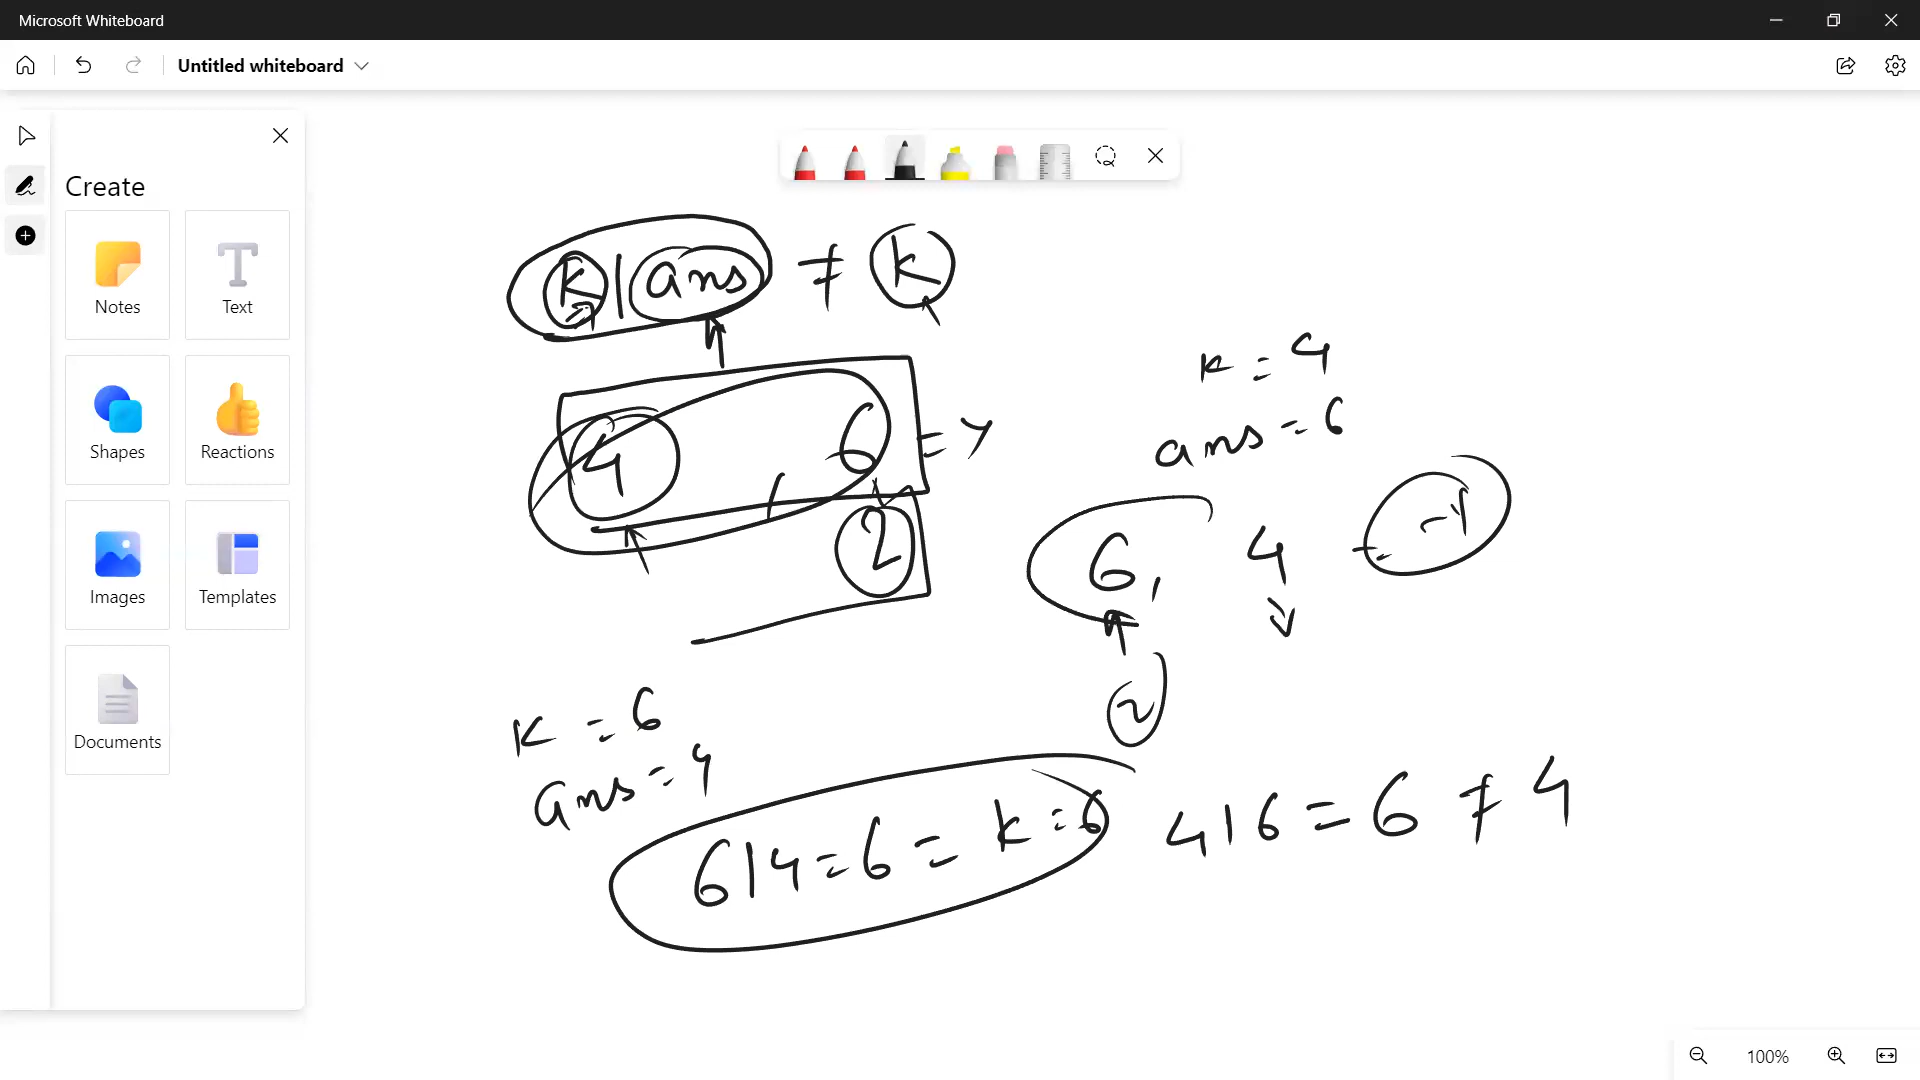 Microsoft Whiteboard
Untitled whiteboard
Create
Notes
Text
Shapes
Reactions
Images
Templates
Documents
k | ans ≠ k
k = 4
ans = 6
4 , 6 =>
2
6, 4 = -1
2
k = 6
ans = 4
6|4 = 6 = k = 6
4|6 = 6 ≠ 4
100%